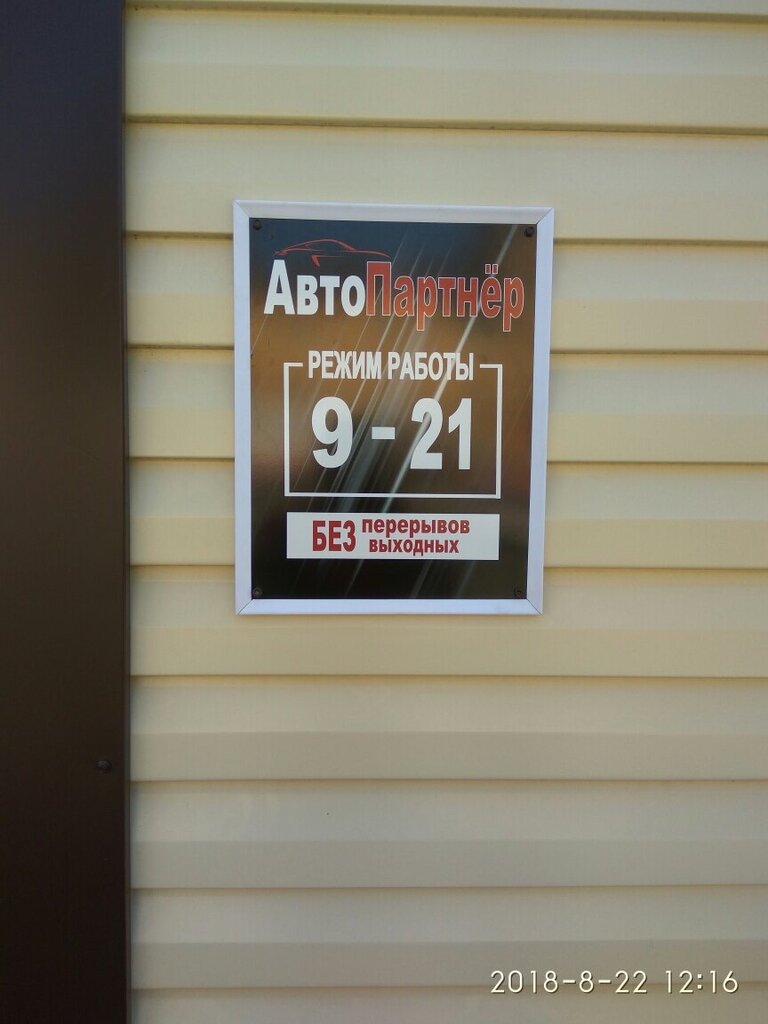 АвтоПартнёр
РЕЖИМ РАБОТЫ
9 - 21
БЕЗ перерывов
выходных
2018-8-22 12:16